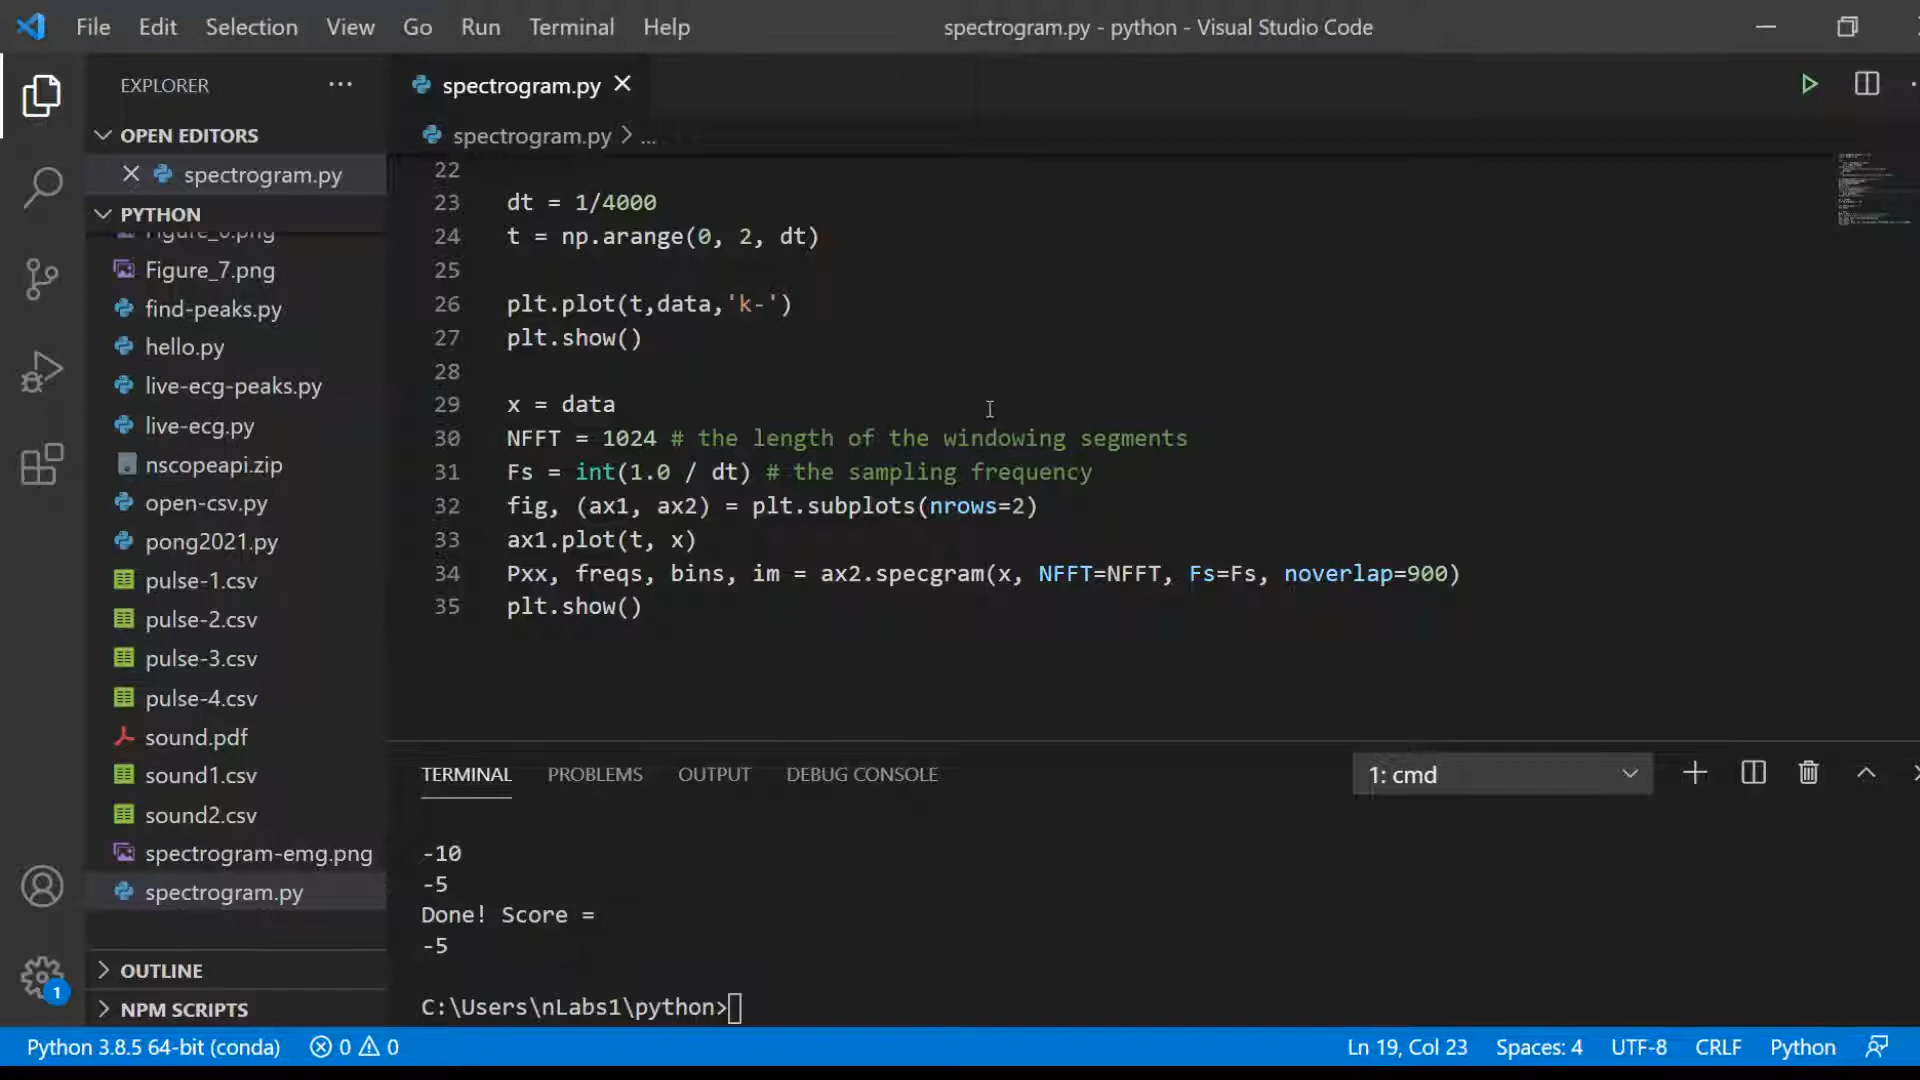 File Edit Selection View Go Run Terminal Help
spectrogram.py - python - Visual Studio Code
EXPLORER
OPEN EDITORS
spectrogram.py
PYTHON
Figure_7.png
find-peaks.py
hello.py
live-ecg-peaks.py
live-ecg.py
nscopeapi.zip
open-csv.py
pong2021.py
pulse-1.csv
pulse-2.csv
pulse-3.csv
pulse-4.csv
sound.pdf
sound1.csv
sound2.csv
spectrogram-emg.png
spectrogram.py
OUTLINE
NPM SCRIPTS
spectrogram.py
spectrogram.py > ...
22
23 dt = 1/4000
24 t = np.arange(0, 2, dt)
25
26 plt.plot(t,data,'k-')
27 plt.show()
28
29 x = data
30 NFFT = 1024 # the length of the windowing segments
31 Fs = int(1.0 / dt) # the sampling frequency
32 fig, (ax1, ax2) = plt.subplots(nrows=2)
33 ax1.plot(t, x)
34 Pxx, freqs, bins, im = ax2.specgram(x, NFFT=NFFT, Fs=Fs, noverlap=900)
35 plt.show()
TERMINAL PROBLEMS OUTPUT DEBUG CONSOLE
1: cmd
-10
-5
Done! Score =
-5
C:\Users\nLabs1\python>
1
Python 3.8.5 64-bit (conda) 0 0
Ln 19, Col 23 Spaces: 4 UTF-8 CRLF Python